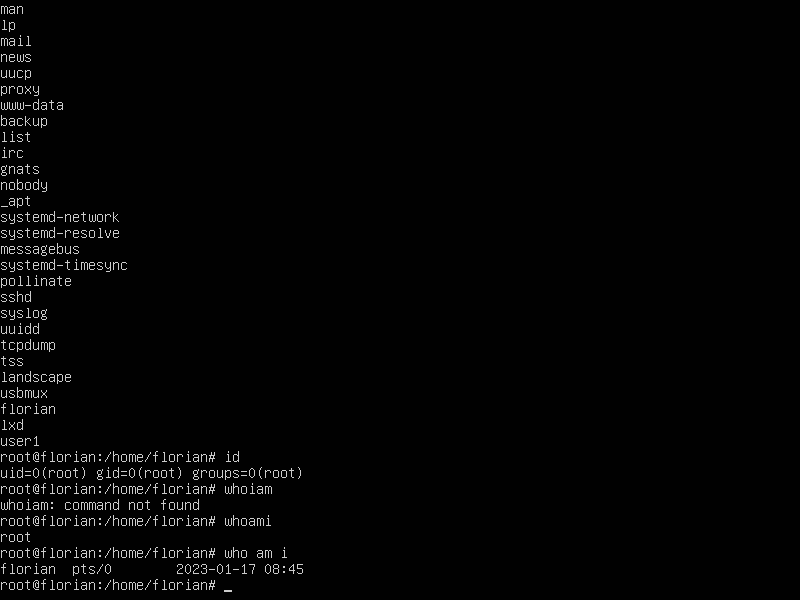 man
lp
mail
news
uucp
proxy
www-data
backup
list
irc
gnats
nobody
_apt
systemd-network
systemd-resolve
messagebus
systemd-timesync
pollinate
sshd
syslog
uuidd
tcpdump
tss
landscape
usbmux
florian
lxd
user1
root@florian:/home/florian# id
uid=0(root) gid=0(root) groups=0(root)
root@florian:/home/florian# whoiam
whoiam: command not found
root@florian:/home/florian# whoami
root
root@florian:/home/florian# who am i
florian  pts/0        2023-01-17 08:45
root@florian:/home/florian# _